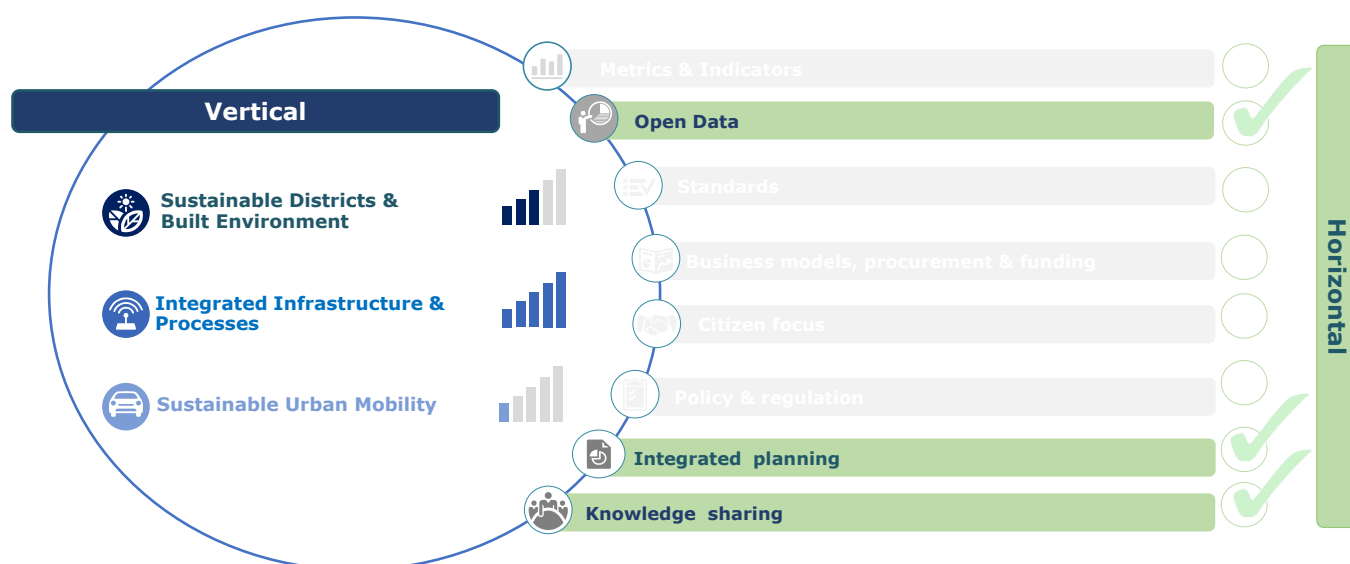 Vertical
Sustainable Districts &
Built Environment
Integrated Infrastructure &
Processes
Sustainable Urban Mobility
Metrics & Indicators
Open Data
Standards
Business models, procurement & funding
Citizen focus
Policy & regulation
Integrated planning
Knowledge sharing
Horizontal